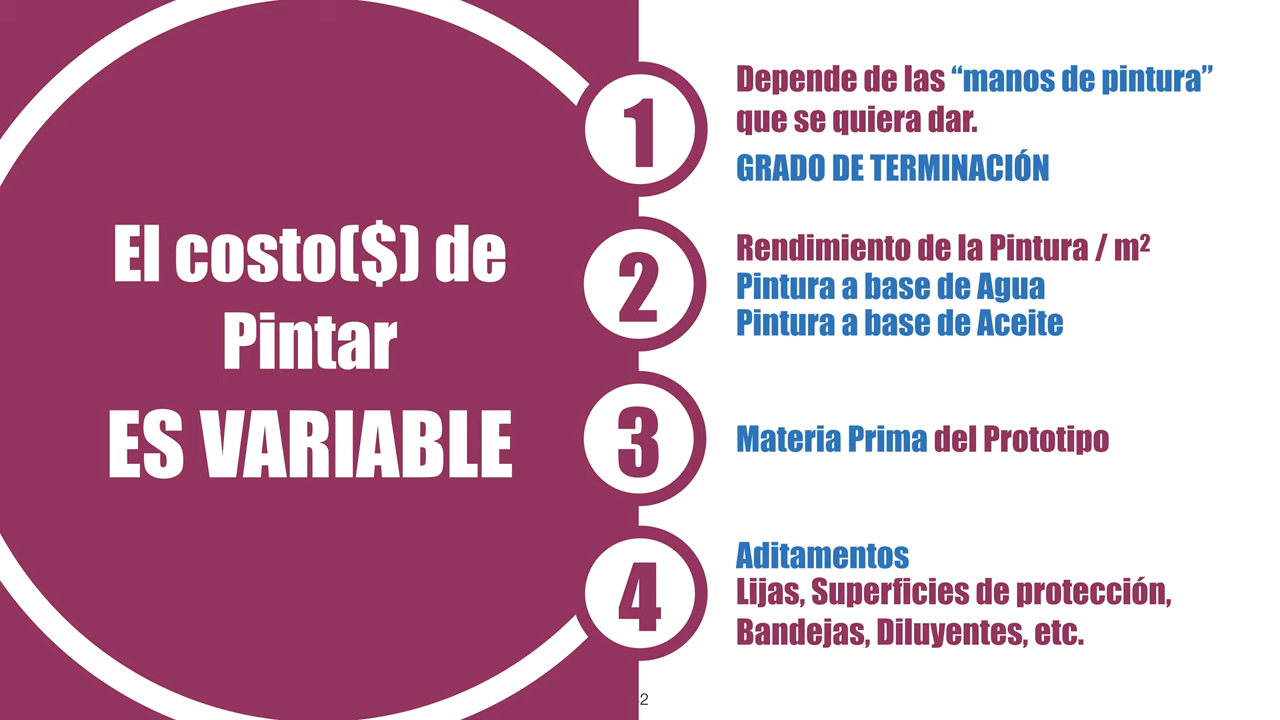 El costo($) de
Pintar
ES VARIABLE
1
Depende de las “manos de pintura”
que se quiera dar.
GRADO DE TERMINACIÓN
2
Rendimiento de la Pintura / m²
Pintura a base de Agua
Pintura a base de Aceite
3
Materia Prima del Prototipo
4
Aditamentos
Lijas, Superficies de protección,
Bandejas, Diluyentes, etc.
2